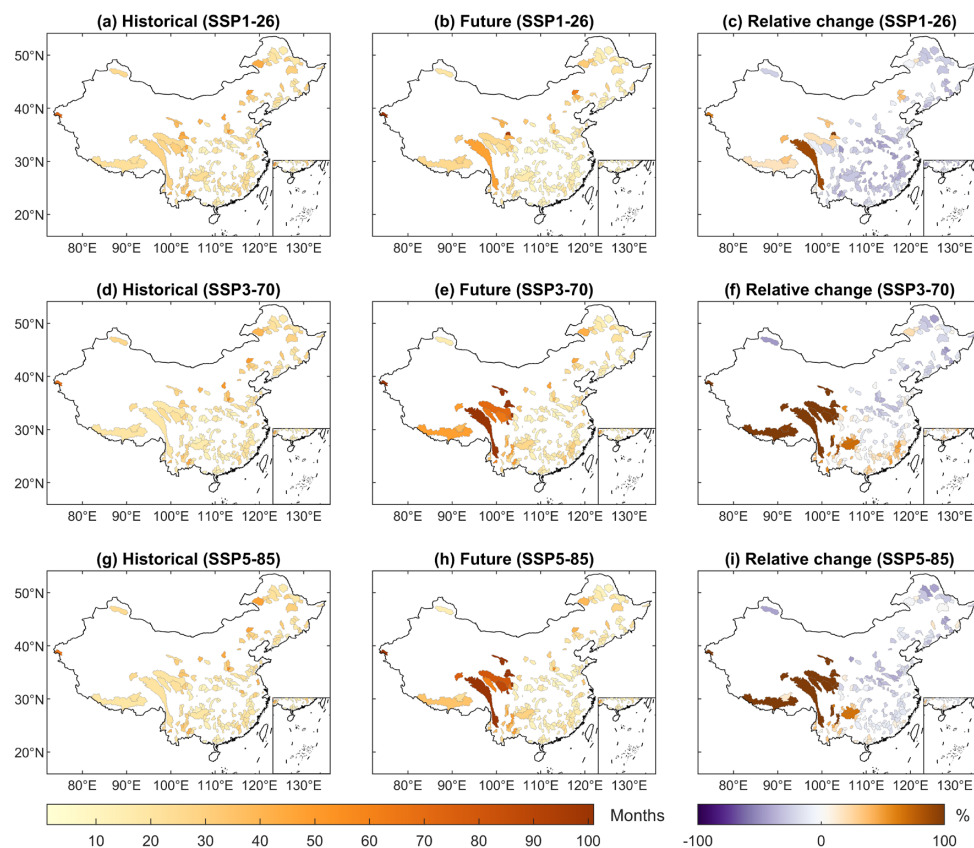 (a) Historical (SSP1-26) (b) Future (SSP1-26) (c) Relative change (SSP1-26)
50°N
40°N
30°N
20°N
80°E 90°E 100°E 110°E 120°E 130°E 80°E 90°E 100°E 110°E 120°E 130°E 80°E 90°E 100°E 110°E 120°E 130°E
(d) Historical (SSP3-70) (e) Future (SSP3-70) (f) Relative change (SSP3-70)
50°N
40°N
30°N
20°N
80°E 90°E 100°E 110°E 120°E 130°E 80°E 90°E 100°E 110°E 120°E 130°E 80°E 90°E 100°E 110°E 120°E 130°E
(g) Historical (SSP5-85) (h) Future (SSP5-85) (i) Relative change (SSP5-85)
50°N
40°N
30°N
20°N
80°E 90°E 100°E 110°E 120°E 130°E 80°E 90°E 100°E 110°E 120°E 130°E 80°E 90°E 100°E 110°E 120°E 130°E
Months %
10 20 30 40 50 60 70 80 90 100 -100 0 100